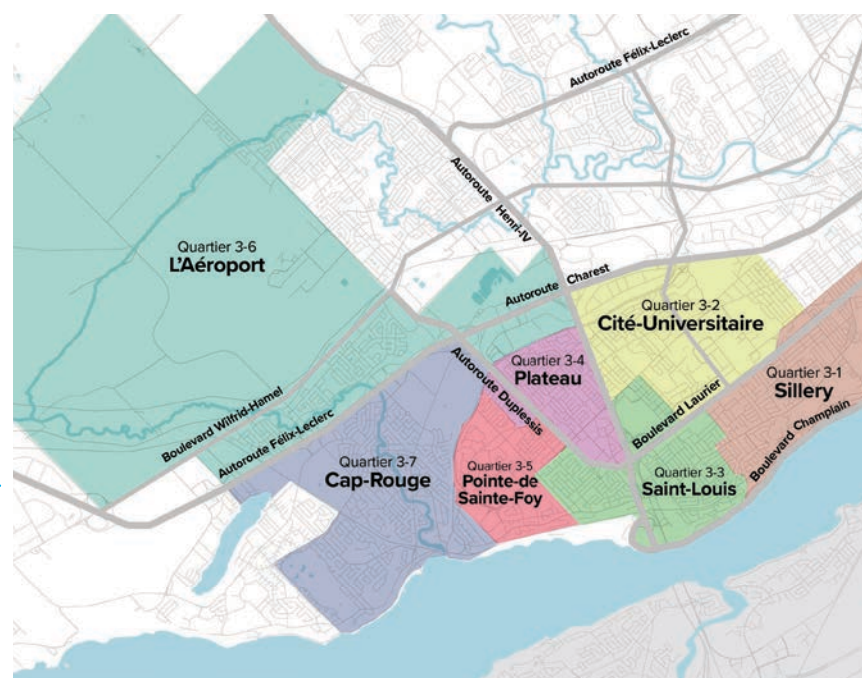 Autoroute Félix-Leclerc
Autoroute Henri-IV
Quartier 3-6
L'Aéroport
Autoroute Charest
Quartier 3-2
Cité-Universitaire
Quartier 3-4
Plateau
Quartier 3-1
Sillery
Autoroute Duplessis
Boulevard Wilfrid-Hamel
Autoroute Félix-Leclerc
Boulevard Laurier
Boulevard Champlain
Quartier 3-7
Cap-Rouge
Quartier 3-5
Pointe-de
Sainte-Foy
Quartier 3-3
Saint-Louis